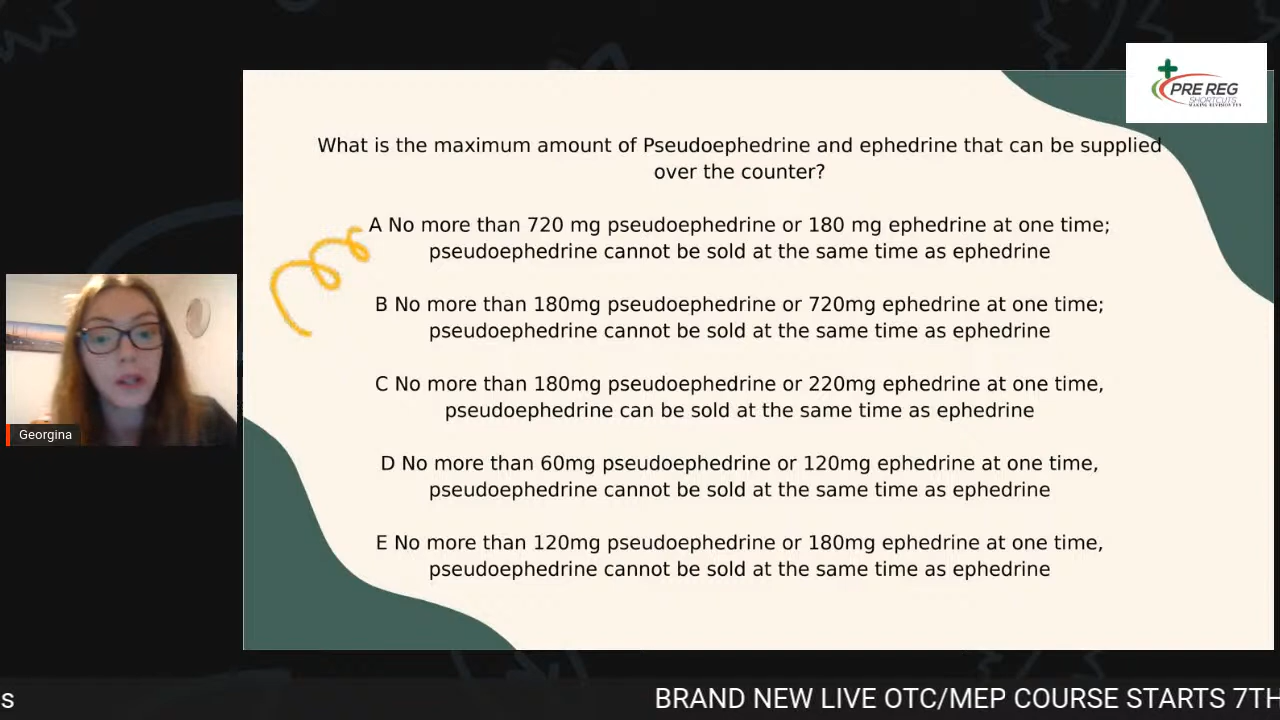 PRE REG
SHORTCUTS
What is the maximum amount of Pseudoephedrine and ephedrine that can be supplied
over the counter?
A No more than 720 mg pseudoephedrine or 180 mg ephedrine at one time;
pseudoephedrine cannot be sold at the same time as ephedrine
B No more than 180mg pseudoephedrine or 720mg ephedrine at one time;
pseudoephedrine cannot be sold at the same time as ephedrine
C No more than 180mg pseudoephedrine or 220mg ephedrine at one time,
pseudoephedrine can be sold at the same time as ephedrine
D No more than 60mg pseudoephedrine or 120mg ephedrine at one time,
pseudoephedrine cannot be sold at the same time as ephedrine
E No more than 120mg pseudoephedrine or 180mg ephedrine at one time,
pseudoephedrine cannot be sold at the same time as ephedrine
Georgina
s BRAND NEW LIVE OTC/MEP COURSE STARTS 7TH